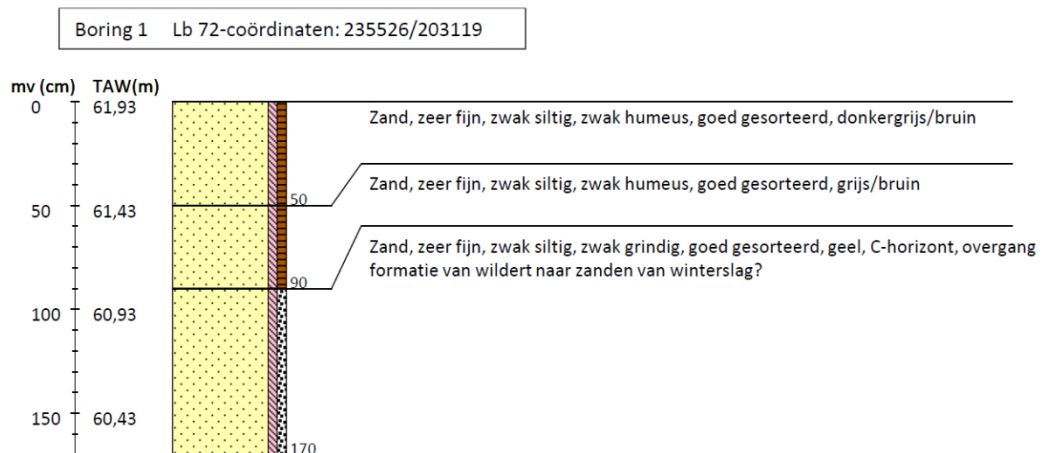 Boring 1 Lb 72-coördinaten: 235526/203119
mv (cm) TAW(m)
0 61,93
Zand, zeer fijn, zwak siltig, zwak humeus, goed gesorteerd, donkergrijs/bruin
Zand, zeer fijn, zwak siltig, zwak humeus, goed gesorteerd, grijs/bruin
50
50 61,43
Zand, zeer fijn, zwak siltig, zwak grindig, goed gesorteerd, geel, C-horizont, overgang
formatie van wildert naar zanden van winterslag?
90
100 60,93
150 60,43
170